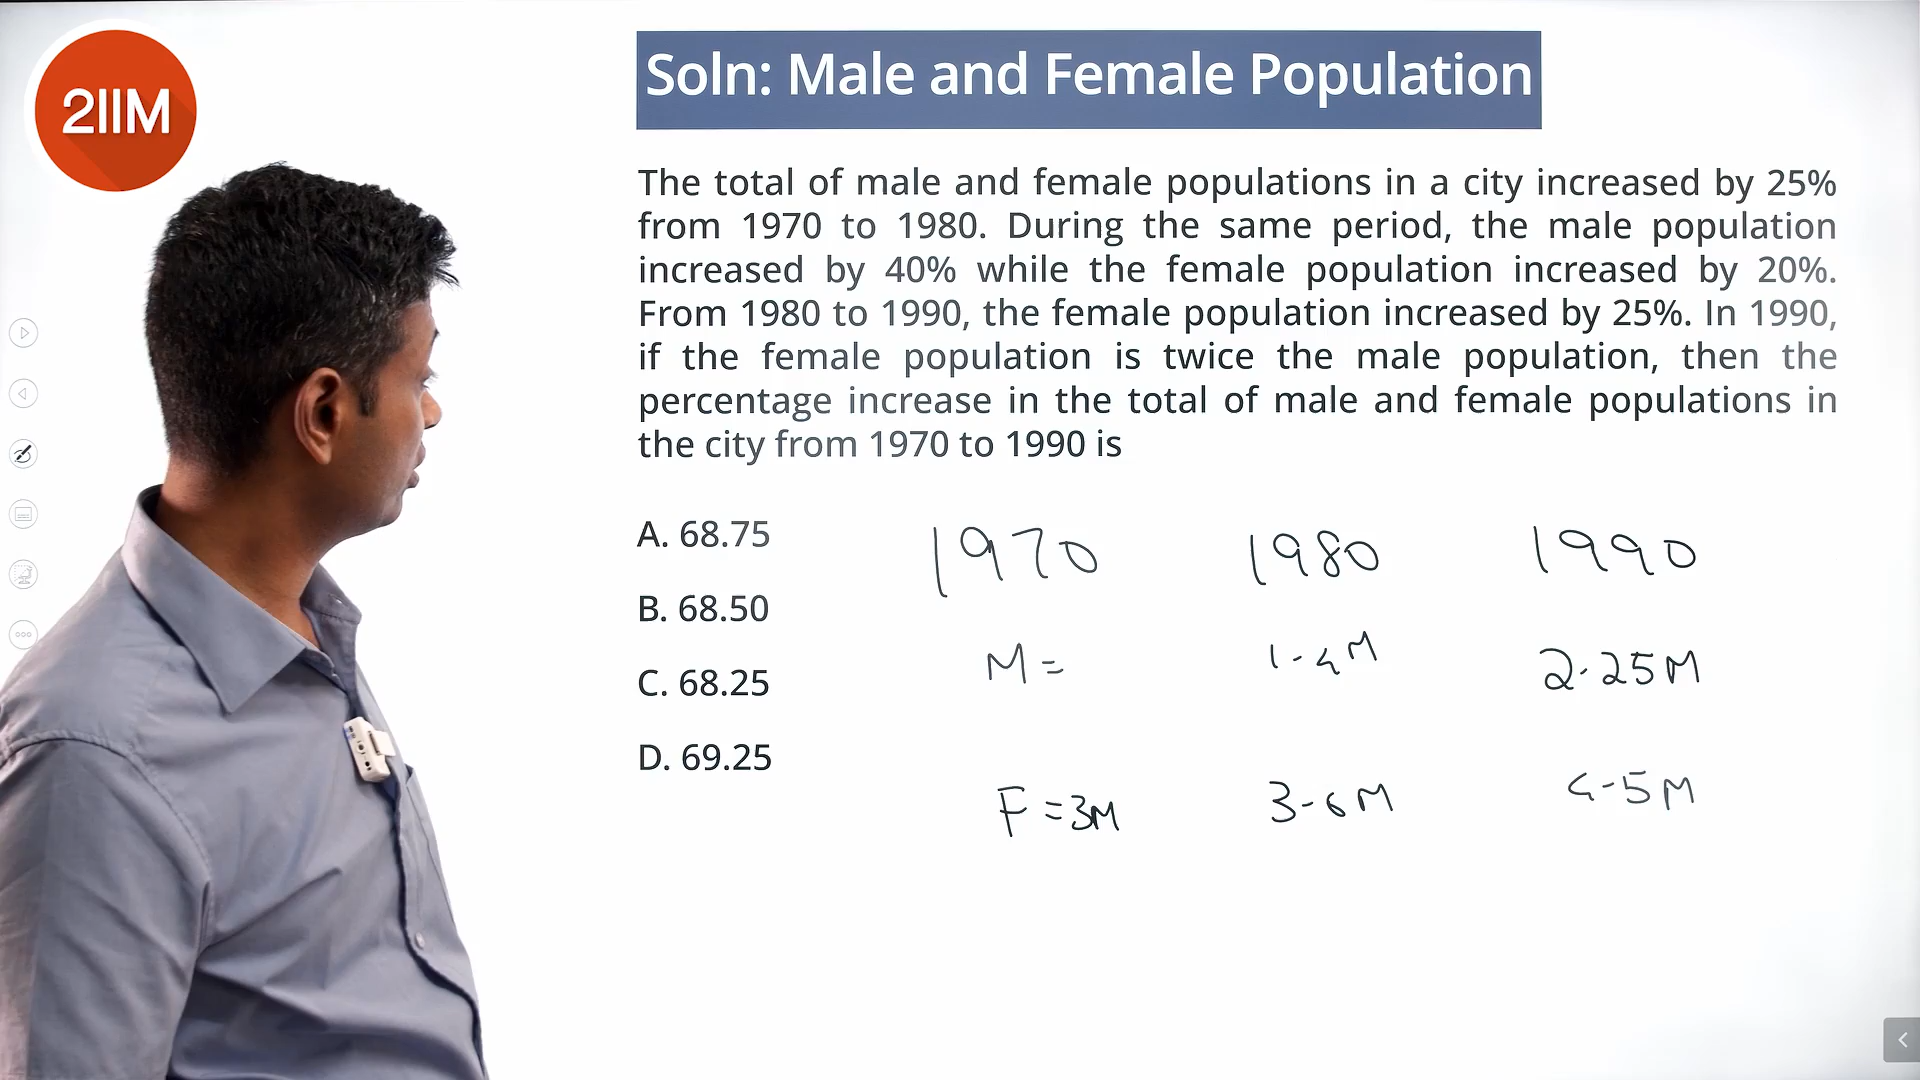 2IIM
Soln: Male and Female Population
The total of male and female populations in a city increased by 25%
from 1970 to 1980. During the same period, the male population
increased by 40% while the female population increased by 20%.
From 1980 to 1990, the female population increased by 25%. In 1990,
if the female population is twice the male population, then the
percentage increase in the total of male and female populations in
the city from 1970 to 1990 is
A. 68.75
B. 68.50
C. 68.25
D. 69.25
1970 1980 1990
M = 1.4M 2.25M
F = 3M 3.6M 4.5M